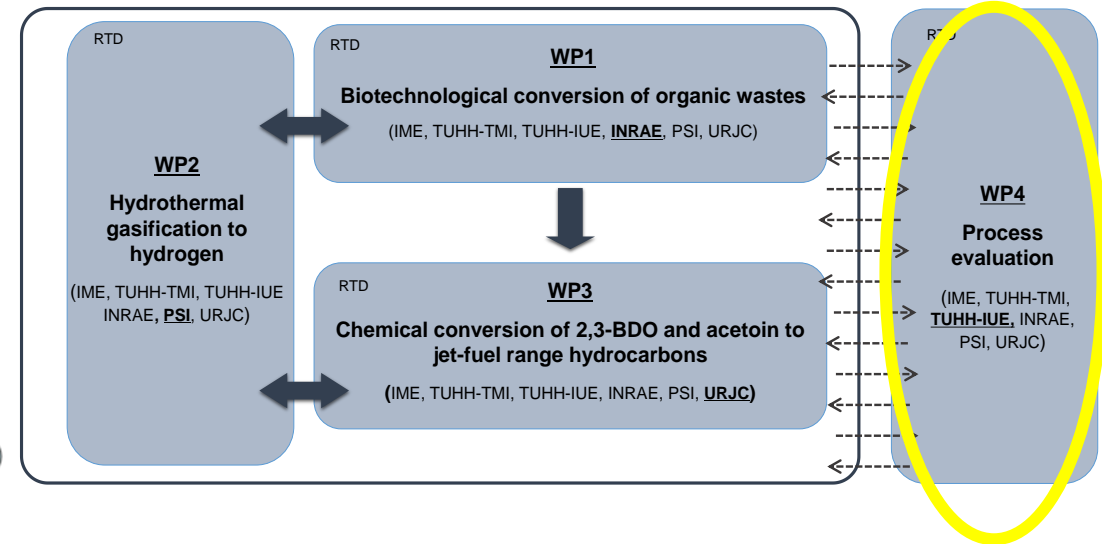 RTD
WP2
Hydrothermal
gasification to
hydrogen
(IME, TUHH-TMI, TUHH-IUE
INRAE, PSI, URJC)
RTD
WP1
Biotechnological conversion of organic wastes
(IME, TUHH-TMI, TUHH-IUE, INRAE, PSI, URJC)
RTD
WP3
Chemical conversion of 2,3-BDO and acetoin to
jet-fuel range hydrocarbons
(IME, TUHH-TMI, TUHH-IUE, INRAE, PSI, URJC)
RTD
WP4
Process
evaluation
(IME, TUHH-TMI,
TUHH-IUE, INRAE,
PSI, URJC)